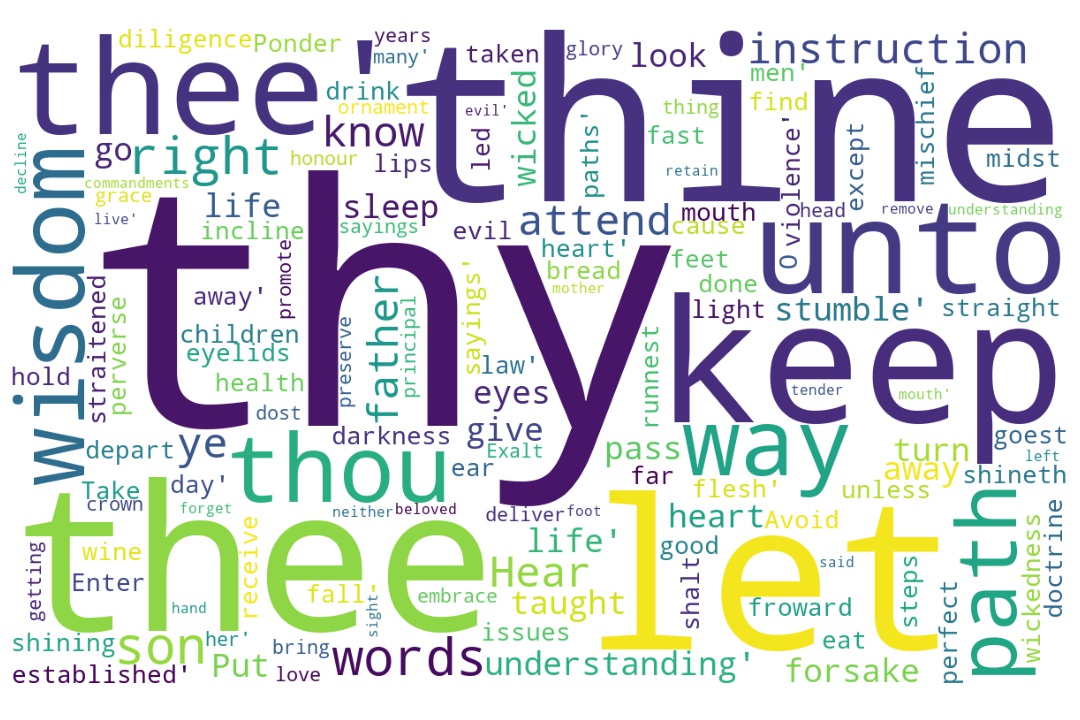 thee'
thine
thy
keep
unto
wisdom
thee
let
path
way
thou
right
diligence
Ponder
years
many'
taken
glory
look
instruction
drink
ornament
evil'
led
wicked
thing
men'
find
mischief
midst
except
fast
paths'
retain
know
honour
lips
go
decline
commandments
grace
live'
life
incline
sleep
sayings
evil
attend
mouth
cause
head
remove
understanding
O
violence'
heart'
bread
mother
feet
done
light
stumble'
straight
away'
promote
straitened
perverse
children
eyelids
health
dost
preserve
father
principal
sayings'
law'
eyes
runnest
tender
mouth'
hold
depart
ye
darkness
give
Exalt
ear
pass
far
flesh'
turn
away
unless
goest
left
shineth
Take
day'
crown
forget
neither
beloved
deliver
foot
heart
Avoid
good
life'
Hear
getting
wine
Enter
receive
hand
fall'
sight
embrace
taught
issues
shalt
said
froward
steps
eat
perfect
wickedness
doctrine
shining
son
her'
bring
established'
Put
love
words
understanding'
forsake